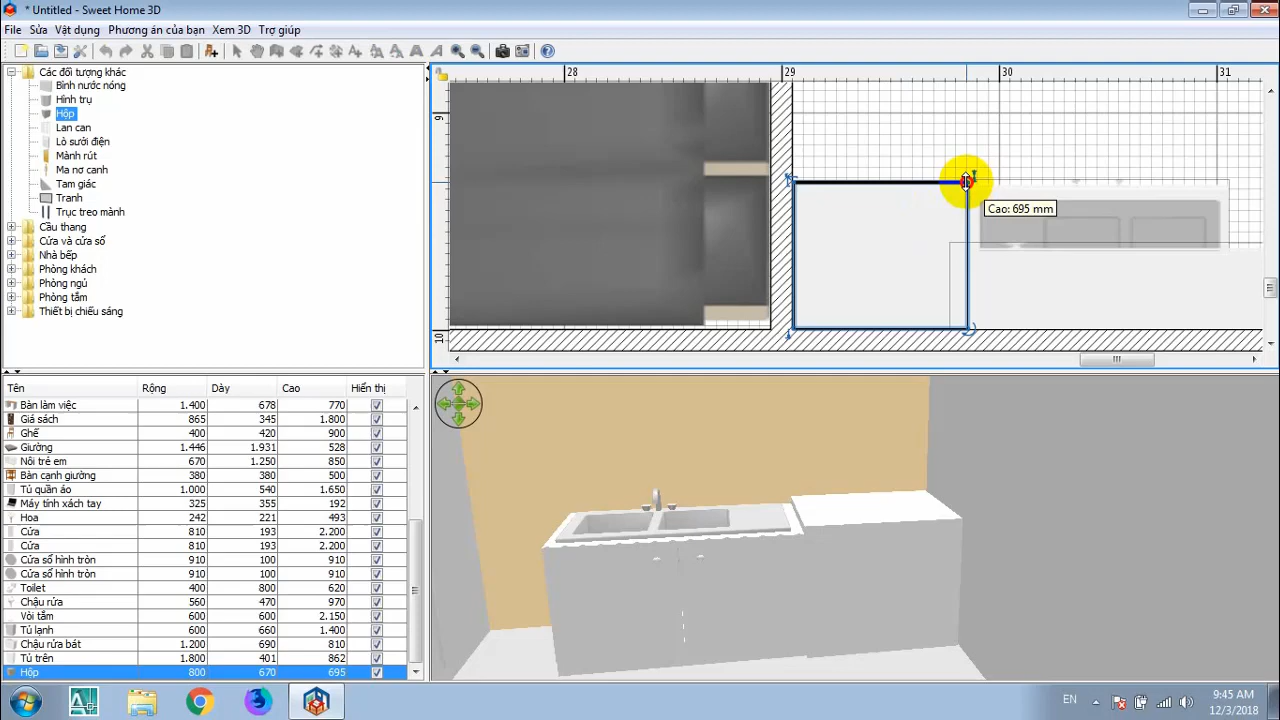 * Untitled - Sweet Home 3D
File Sửa Vật dụng Phương án của bạn Xem 3D Trợ giúp
Các đối tượng khác
Bình nước nóng
Hình trụ
Hộp
Lan can
Lò sưởi điện
Mành rút
Ma nơ canh
Tam giác
Tranh
Trục treo mành
Cầu thang
Cửa và cửa sổ
Nhà bếp
Phòng khách
Phòng ngủ
Phòng tắm
Thiết bị chiếu sáng
28 29 30 31
9
10
Cao: 695 mm
Tên Rộng Dày Cao Hiển thị
Bàn làm việc 1.400 678 770
Giá sách 865 345 1.800
Ghế 400 420 900
Giường 1.446 1.931 528
Nôi trẻ em 670 1.250 850
Bàn cạnh giường 380 380 500
Tủ quần áo 1.000 540 1.650
Máy tính xách tay 325 355 192
Hoa 242 221 493
Cửa 810 193 2.200
Cửa 810 193 2.200
Cửa sổ hình tròn 910 100 910
Cửa sổ hình tròn 910 100 910
Toilet 400 800 620
Chậu rửa 560 470 970
Vòi tắm 600 600 2.150
Tủ lạnh 600 660 1.400
Chậu rửa bát 1.200 690 810
Tủ trên 1.800 401 862
Hộp 800 670 695
EN
9:45 AM
12/3/2018